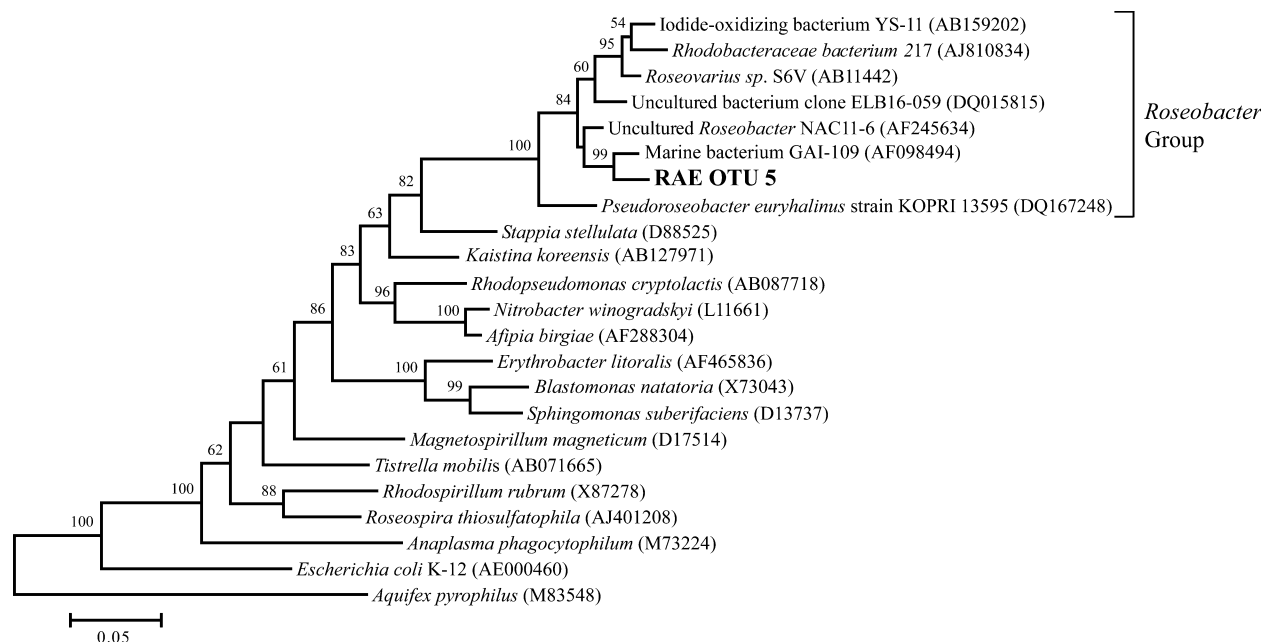 54
Iodide-oxidizing bacterium YS-11 (AB159202)
95
Rhodobacteraceae bacterium 217 (AJ810834)
60
Roseovarius sp. S6V (AB11442)
84
Uncultured bacterium clone ELB16-059 (DQ015815)
Roseobacter
Group
Uncultured Roseobacter NAC11-6 (AF245634)
100
99
Marine bacterium GAI-109 (AF098494)
RAE OTU 5
82
Pseudoroseobacter euryhalinus strain KOPRI 13595 (DQ167248)
63
Stappia stellulata (D88525)
83
Kaistina koreensis (AB127971)
96
Rhodopseudomonas cryptolactis (AB087718)
86
100
Nitrobacter winogradskyi (L11661)
Afipia birgiae (AF288304)
61
100
Erythrobacter litoralis (AF465836)
99
Blastomonas natatoria (X73043)
Sphingomonas suberifaciens (D13737)
Magnetospirillum magneticum (D17514)
62
Tistrella mobilis (AB071665)
100
88
Rhodospirillum rubrum (X87278)
Roseospira thiosulfatophila (AJ401208)
100
Anaplasma phagocytophilum (M73224)
Escherichia coli K-12 (AE000460)
Aquifex pyrophilus (M83548)
0.05